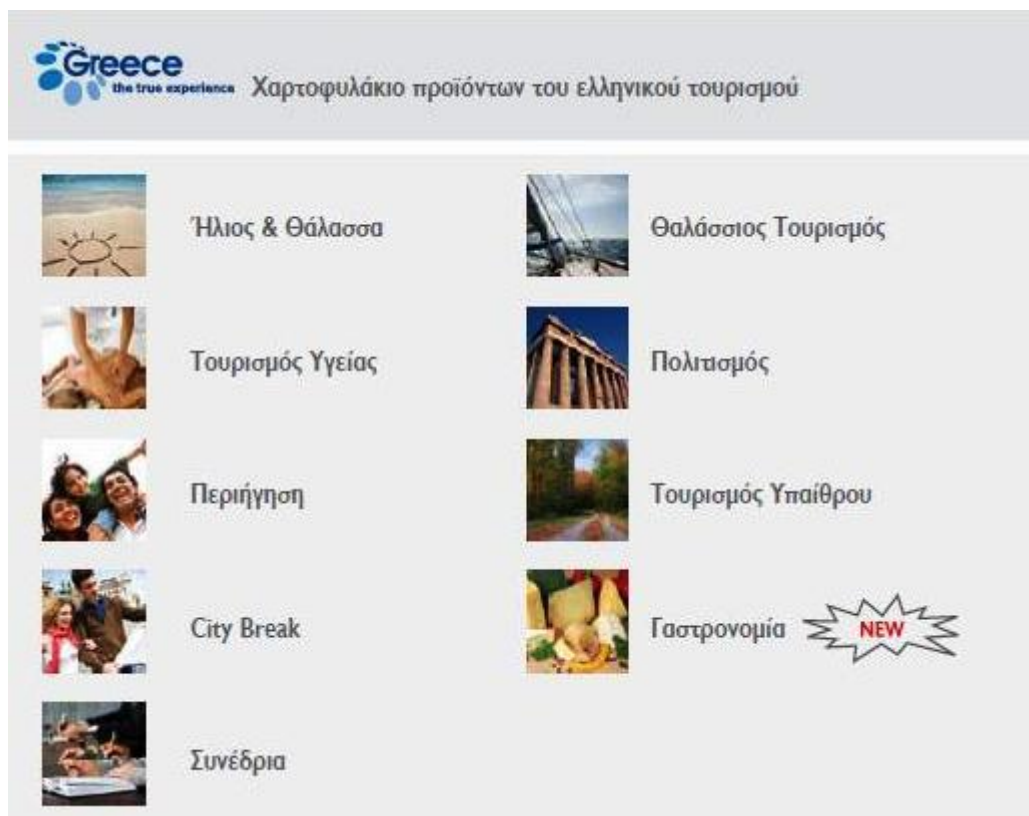 Greece
the true experience
Χαρτοφυλάκιο προϊόντων του ελληνικού τουρισμού
Ήλιος & Θάλασσα
Θαλάσσιος Τουρισμός
Τουρισμός Υγείας
Πολιτισμός
Περιήγηση
Τουρισμός Υπαίθρου
City Break
Γαστρονομία NEW
Συνέδρια